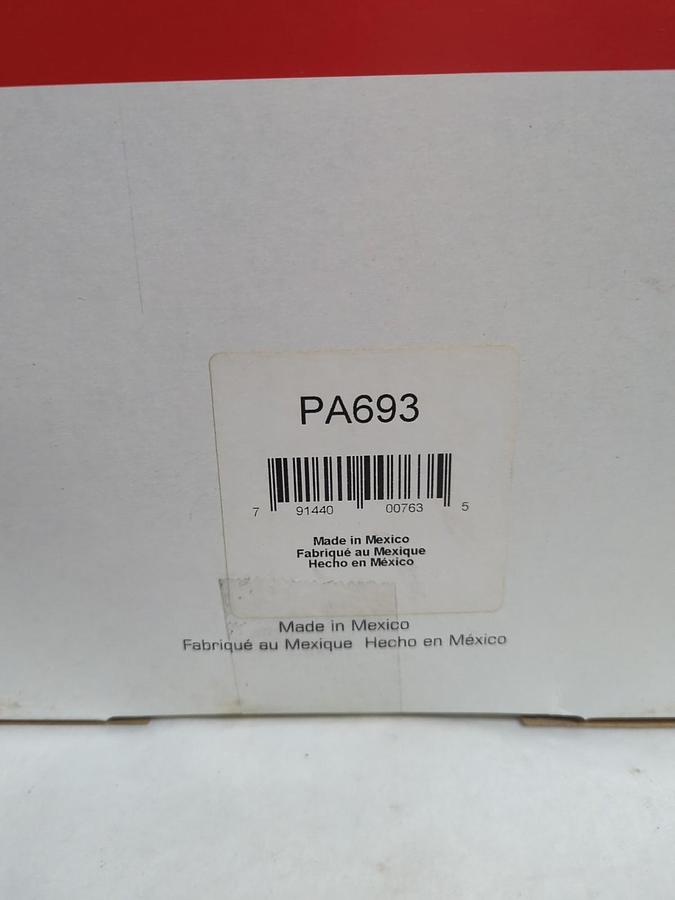 PA693
7 91440 00763 5
Made in Mexico
Fabriqué au Mexique
Hecho en México
Made in Mexico
Fabriqué au Mexique Hecho en México